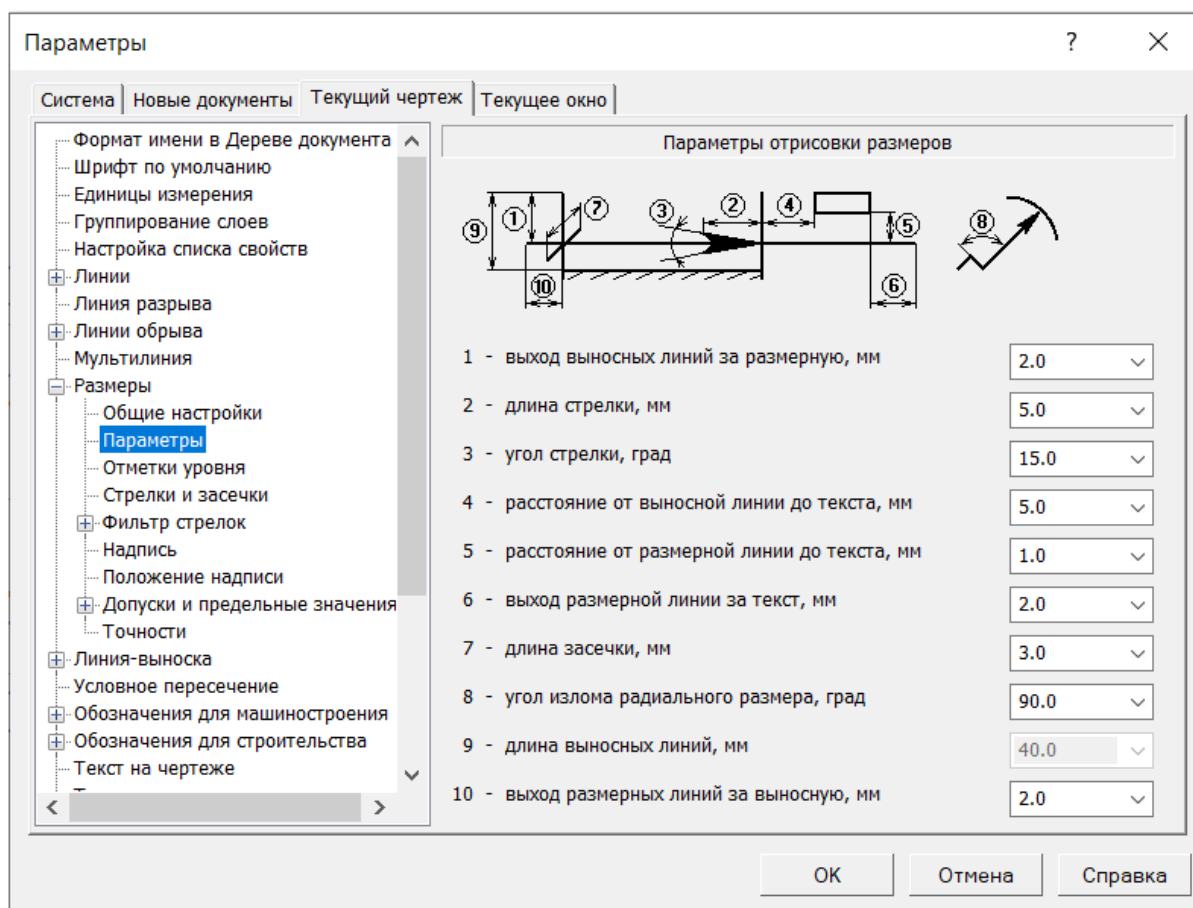 Параметры
?
Система
Новые документы
Текущий чертеж
Текущее окно
Формат имени в Дереве документа
Шрифт по умолчанию
Единицы измерения
Группирование слоев
Настройка списка свойств
Линии
Линия разрыва
Линии обрыва
Мультилиния
Размеры
Общие настройки
Параметры
Отметки уровня
Стрелки и засечки
Фильтр стрелок
Надпись
Положение надписи
Допуски и предельные значения
Точности
Линия-выноска
Условное пересечение
Обозначения для машиностроения
Обозначения для строительства
Текст на чертеже
Параметры отрисовки размеров
9 1 7 3 2 4 5 8
10 6
1 - выход выносных линий за размерную, мм 2.0
2 - длина стрелки, мм 5.0
3 - угол стрелки, град 15.0
4 - расстояние от выносной линии до текста, мм 5.0
5 - расстояние от размерной линии до текста, мм 1.0
6 - выход размерной линии за текст, мм 2.0
7 - длина засечки, мм 3.0
8 - угол излома радиального размера, град 90.0
9 - длина выносных линий, мм 40.0
10 - выход размерных линий за выносную, мм 2.0
OK
Отмена
Справка